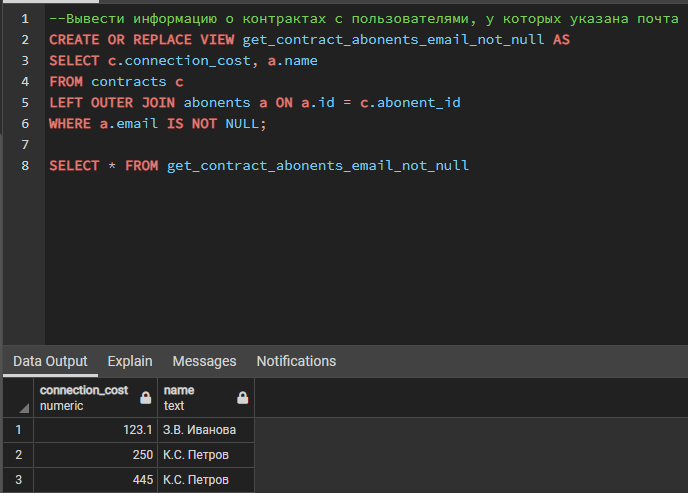 1 --Вывести информацию о контрактах с пользователями, у которых указана почта
2 CREATE OR REPLACE VIEW get_contract_abonents_email_not_null AS
3 SELECT c.connection_cost, a.name
4 FROM contracts c
5 LEFT OUTER JOIN abonents a ON a.id = c.abonent_id
6 WHERE a.email IS NOT NULL;
7
8 SELECT * FROM get_contract_abonents_email_not_null
Data Output Explain Messages Notifications
connection_cost name
numeric text
1 123.1 З.В. Иванова
2 250 К.С. Петров
3 445 К.С. Петров